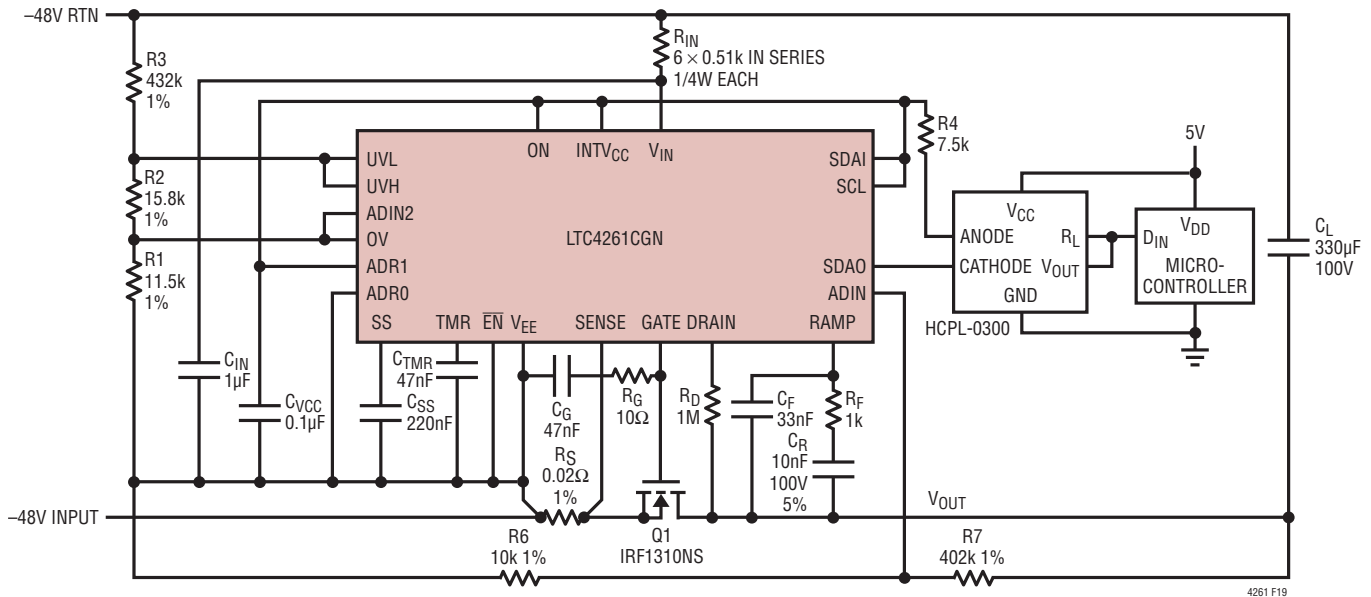 –48V RTN
R3
432k
1%
RIN
6 × 0.51k IN SERIES
1/4W EACH
R4
7.5k
5V
ON
INTVCC
VIN
UVL
UVH
ADIN2
OV
ADR1
ADR0
SDAI
SCL
SDAO
ADIN
LTC4261CGN
R2
15.8k
1%
R1
11.5k
1%
VCC
ANODE
CATHODE
RL
VOUT
GND
HCPL-0300
VDD
DIN
MICRO-
CONTROLLER
CL
330µF
100V
SS
TMR
EN
VEE
SENSE
GATE
DRAIN
RAMP
CIN
1µF
CVCC
0.1µF
CSS
220nF
CTMR
47nF
CG
47nF
RG
10Ω
RD
1M
CF
33nF
RF
1k
CR
10nF
100V
5%
RS
0.02Ω
1%
–48V INPUT
Q1
IRF1310NS
VOUT
R6
10k 1%
R7
402k 1%
4261 F19